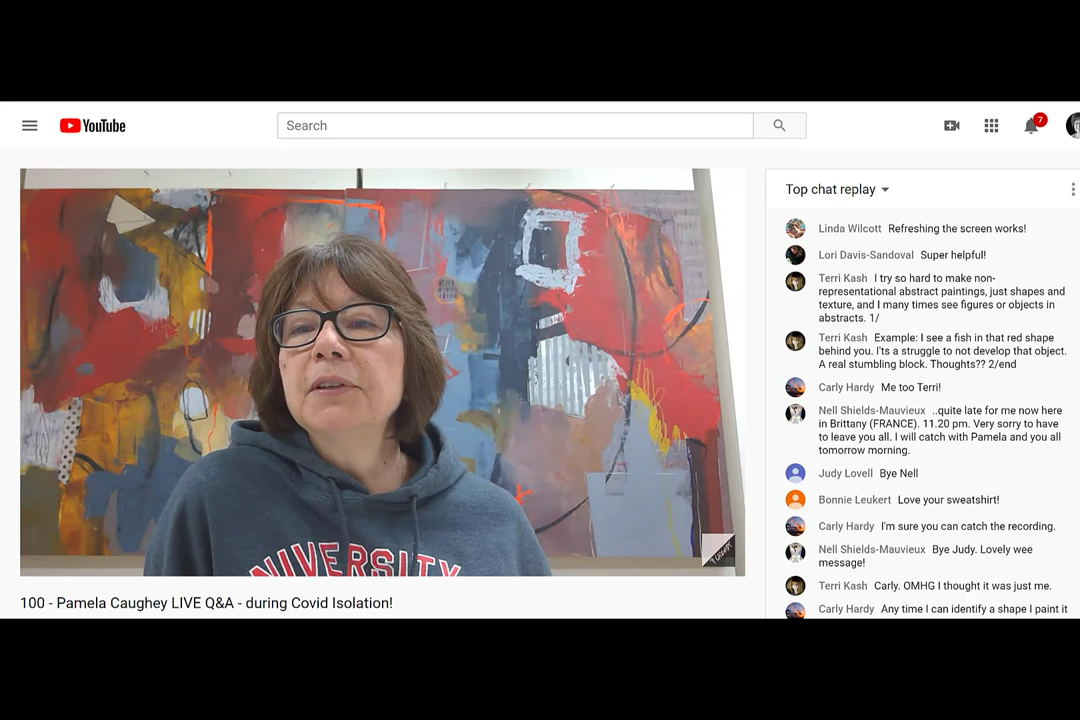 YouTube
Search
7
Top chat replay
Linda Wilcott Refreshing the screen works!
Lori Davis-Sandoval Super helpful!
Terri Kash I try so hard to make non-
representational abstract paintings, just shapes and
texture, and I many times see figures or objects in
abstracts. 1/
Terri Kash Example: I see a fish in that red shape
behind you. I'ts a struggle to not develop that object.
A real stumbling block. Thoughts?? 2/end
Carly Hardy Me too Terri!
Nell Shields-Mauvieux ..quite late for me now here
in Brittany (FRANCE). 11.20 pm. Very sorry to have
to leave you all. I will catch with Pamela and you all
tomorrow morning.
Judy Lovell Bye Nell
Bonnie Leukert Love your sweatshirt!
Carly Hardy I'm sure you can catch the recording.
Nell Shields-Mauvieux Bye Judy. Lovely wee
message!
Terri Kash Carly. OMHG I thought it was just me.
Carly Hardy Any time I can identify a shape I paint it
NIVERSITY
P CAUGHEY
100 - Pamela Caughey LIVE Q&A - during Covid Isolation!